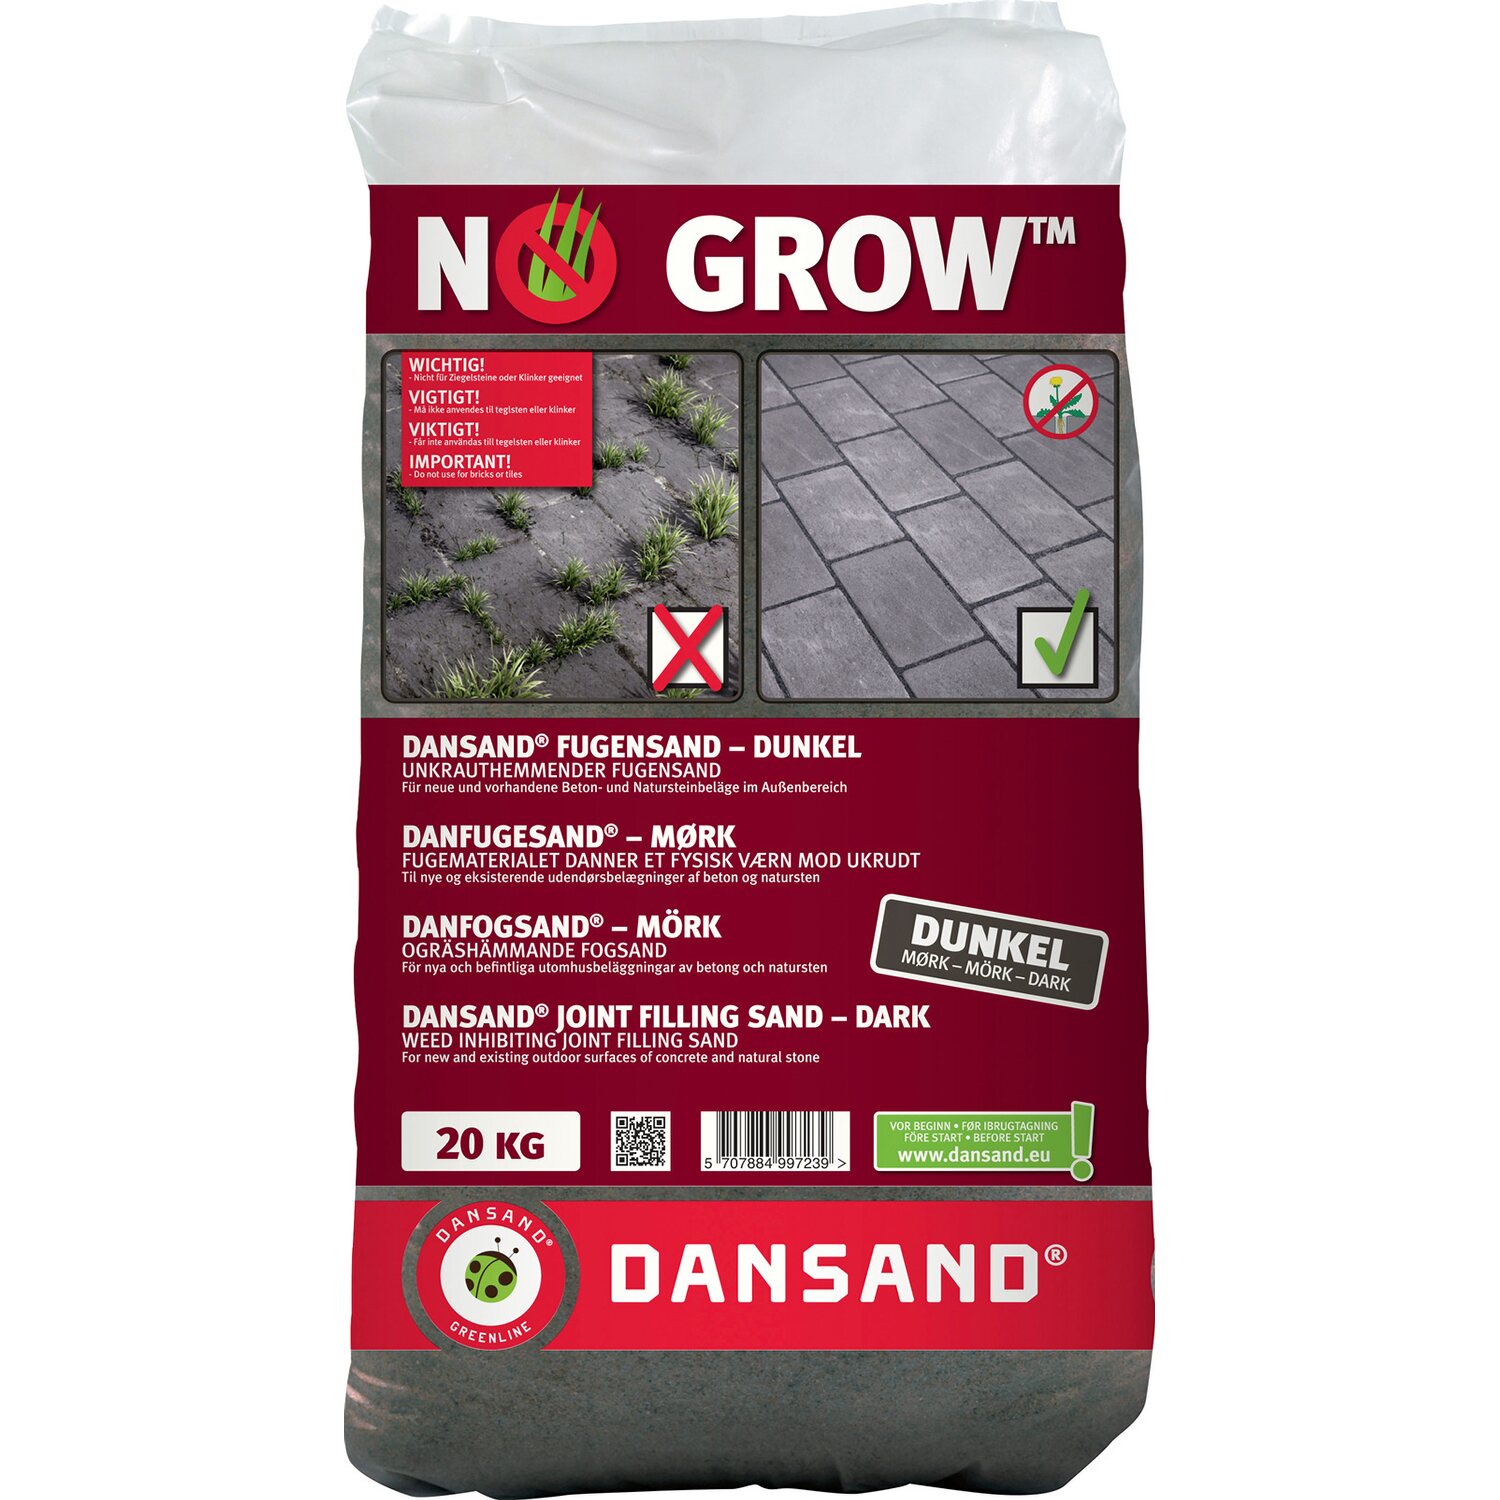 NO GROW™
WICHTIG!
- Nicht für Ziegelsteine oder Klinker geeignet
VIGTIGT!
- Må ikke anvendes til teglsten eller klinker
VIKTIGT!
- Får inte användas till tegelsten eller klinker
IMPORTANT!
- Do not use for bricks or tiles
DANSAND® FUGENSAND – DUNKEL
UNKRAUTHEMMENDER FUGENSAND
Für neue und vorhandene Beton- und Natursteinbeläge im Außenbereich
DANFUGESAND® – MØRK
FUGEMATERIALET DANNER ET FYSISK VÆRN MOD UKRUDT
Til nye og eksisterende udendørsbelægninger af beton og natursten
DANFOGSAND® – MÖRK
OGRÄSHÄMMANDE FOGSAND
För nya och befintliga utomhusbeläggningar av betong och natursten
DUNKEL
MØRK – MÖRK – DARK
DANSAND® JOINT FILLING SAND – DARK
WEED INHIBITING JOINT FILLING SAND
For new and existing outdoor surfaces of concrete and natural stone
20 KG
5 707884 997239 >
VOR BEGINN • FØR IBRUGTAGNING
FÖRE START • BEFORE START
www.dansand.eu
DANSAND®
GREENLINE
DANSAND®